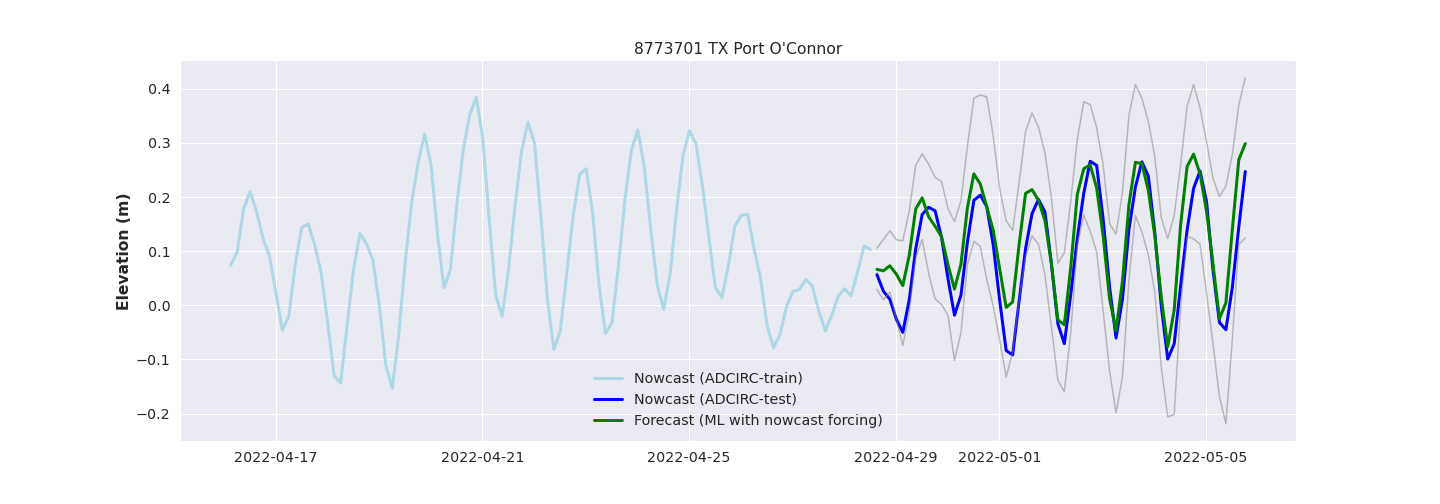 8773701 TX Port O'Connor
Elevation (m)
0.4
0.3
0.2
0.1
0.0
−0.1
−0.2
Nowcast (ADCIRC-train)
Nowcast (ADCIRC-test)
Forecast (ML with nowcast forcing)
2022-04-17 2022-04-21 2022-04-25 2022-04-29 2022-05-01 2022-05-05